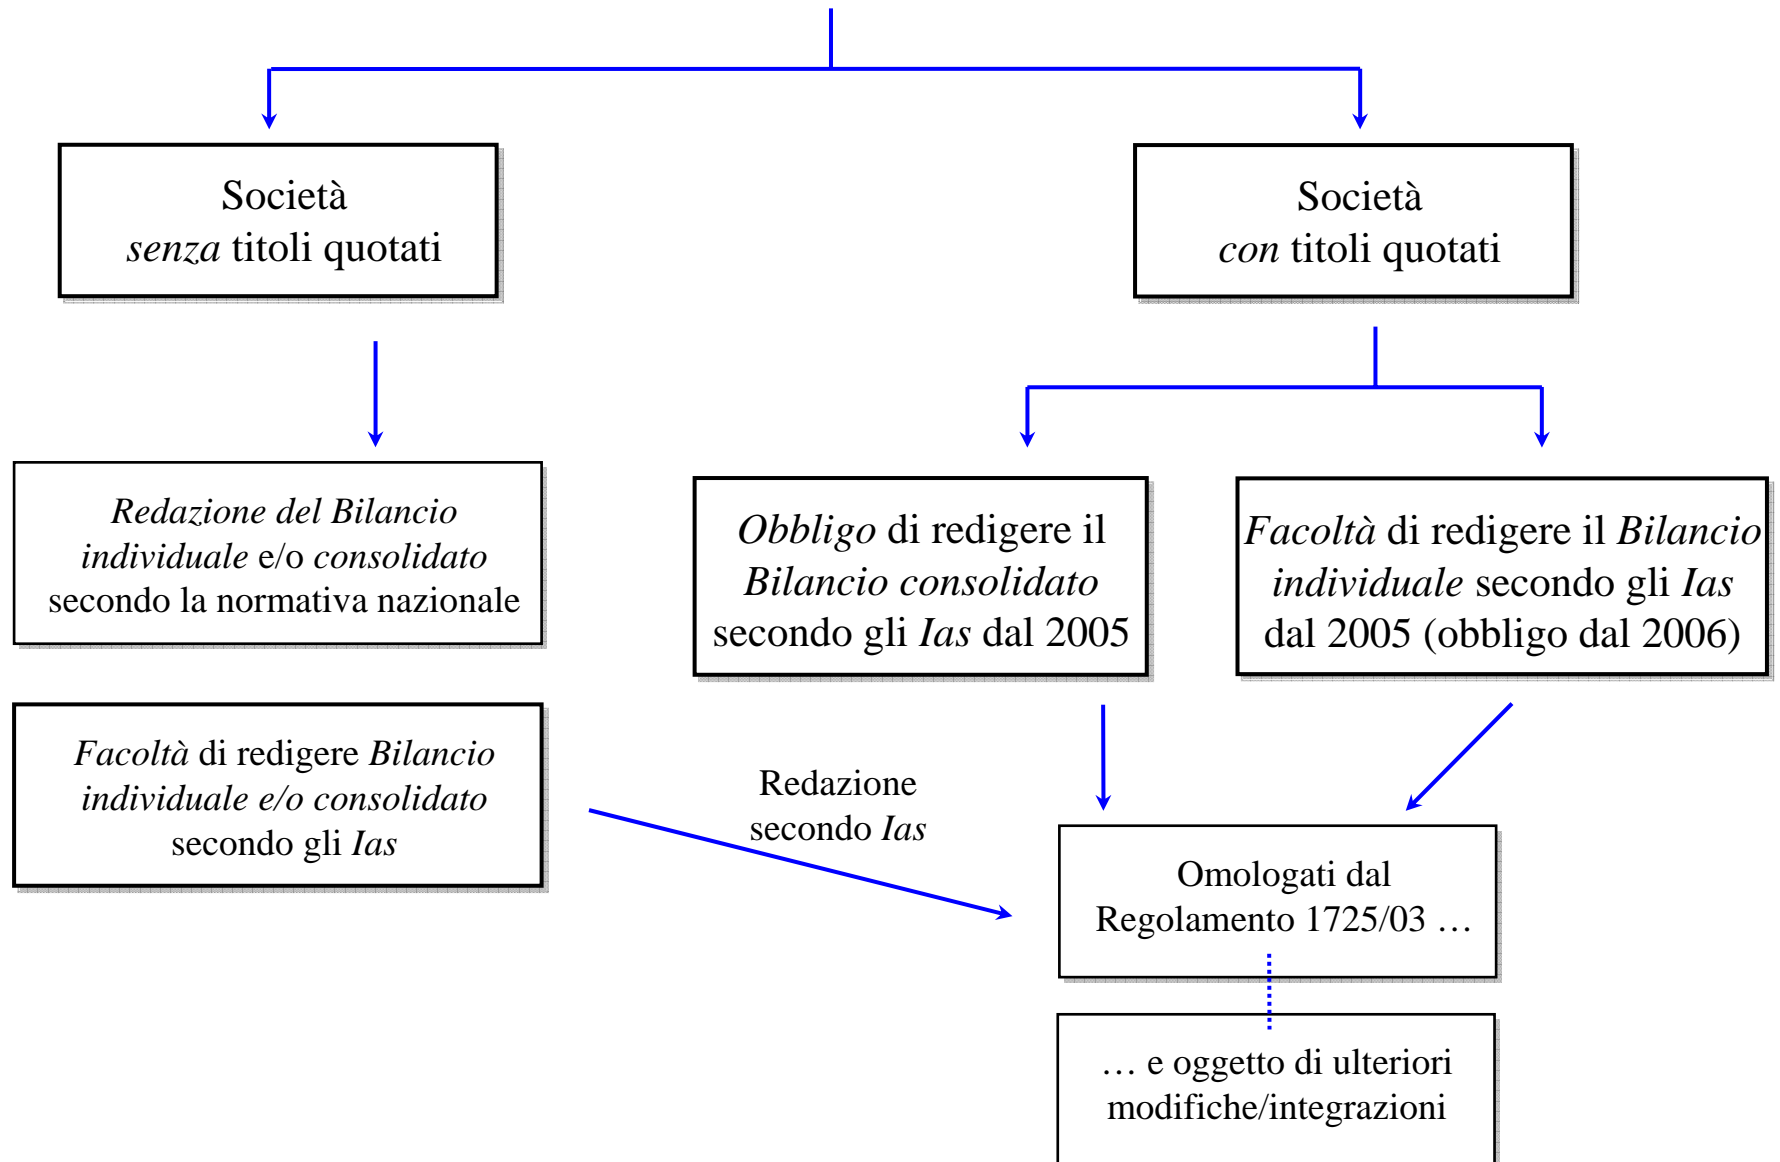 Società
senza titoli quotati
Società
con titoli quotati
Redazione del Bilancio
individuale e/o consolidato
secondo la normativa nazionale
Obbligo di redigere il
Bilancio consolidato
secondo gli Ias dal 2005
Facoltà di redigere il Bilancio
individuale secondo gli Ias
dal 2005 (obbligo dal 2006)
Facoltà di redigere Bilancio
individuale e/o consolidato
secondo gli Ias
Redazione
secondo Ias
Omologati dal
Regolamento 1725/03 …
… e oggetto di ulteriori
modifiche/integrazioni